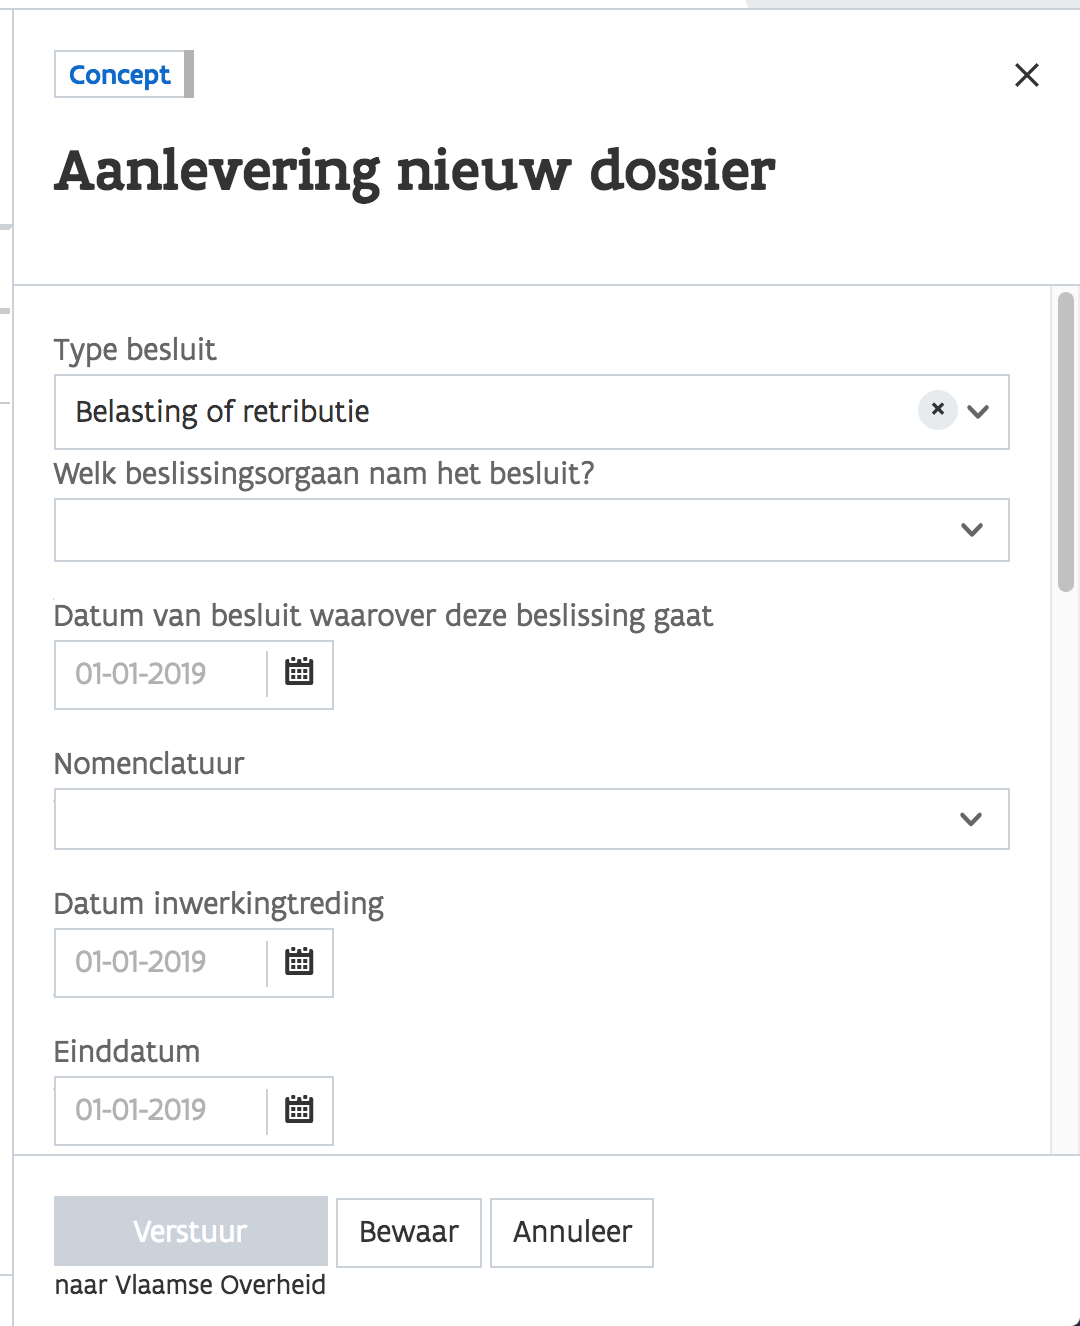 Concept
Aanlevering nieuw dossier
Type besluit
Belasting of retributie
Welk beslissingsorgaan nam het besluit?
Datum van besluit waarover deze beslissing gaat
01-01-2019
Nomenclatuur
Datum inwerkingtreding
01-01-2019
Einddatum
01-01-2019
Verstuur Bewaar Annuleer
naar Vlaamse Overheid